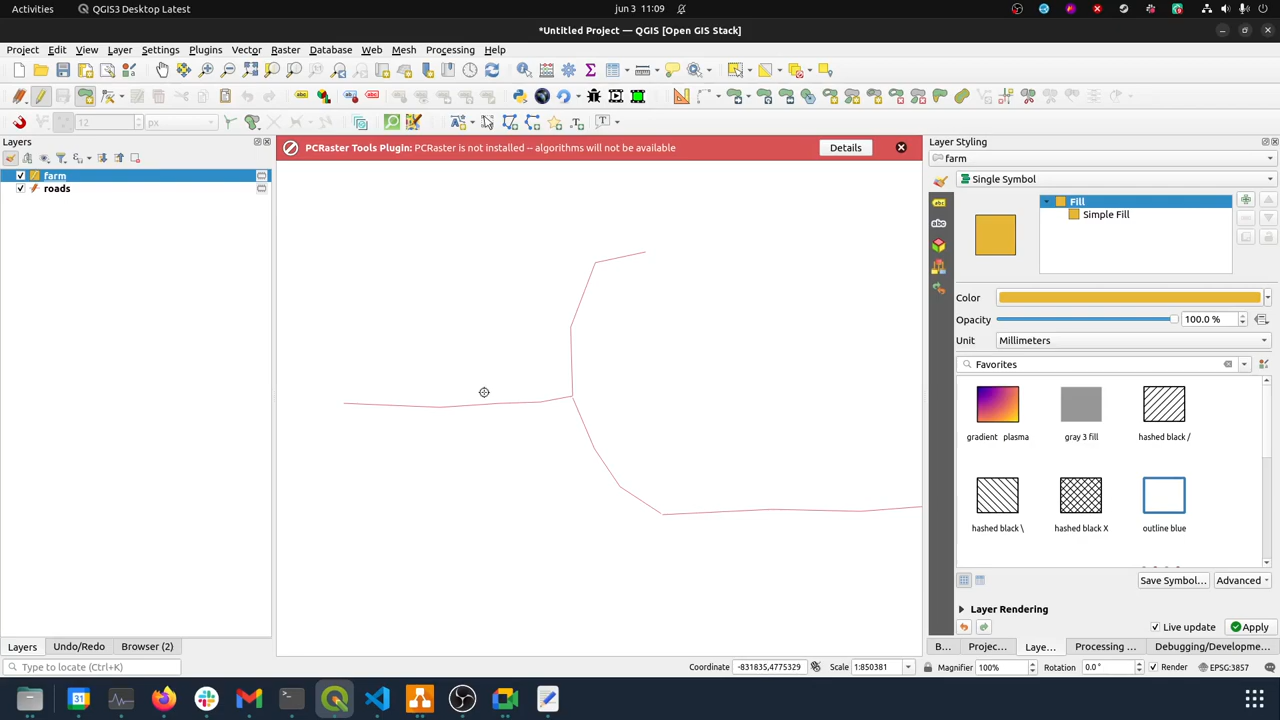 Activities
QGIS3 Desktop Latest
jun 3 11:09
*Untitled Project — QGIS [Open GIS Stack]
Project Edit View Layer Settings Plugins Vector Raster Database Web Mesh Processing Help
12 px
Layers
farm
roads
PCRaster Tools Plugin: PCRaster is not installed – algorithms will not be available
Details
Layer Styling
farm
Single Symbol
Fill
Simple Fill
Color
Opacity 100.0 %
Unit Millimeters
Favorites
gradient plasma
gray 3 fill
hashed black /
hashed black \
hashed black X
outline blue
Save Symbol…
Advanced
Layer Rendering
Live update
Apply
Layers Undo/Redo Browser (2)
B… Projec… Laye… Processing … Debugging/Developme…
Type to locate (Ctrl+K)
Coordinate -831835,4775329
Scale 1:850381
Magnifier 100%
Rotation 0.0 °
Render
EPSG:3857